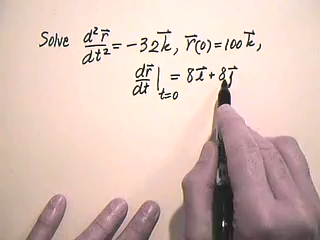 Solve d²r⃗/dt² = -32k⃗, r⃗(0) = 100k⃗,
dr⃗/dt |t=0 = 8i⃗ + 8j⃗